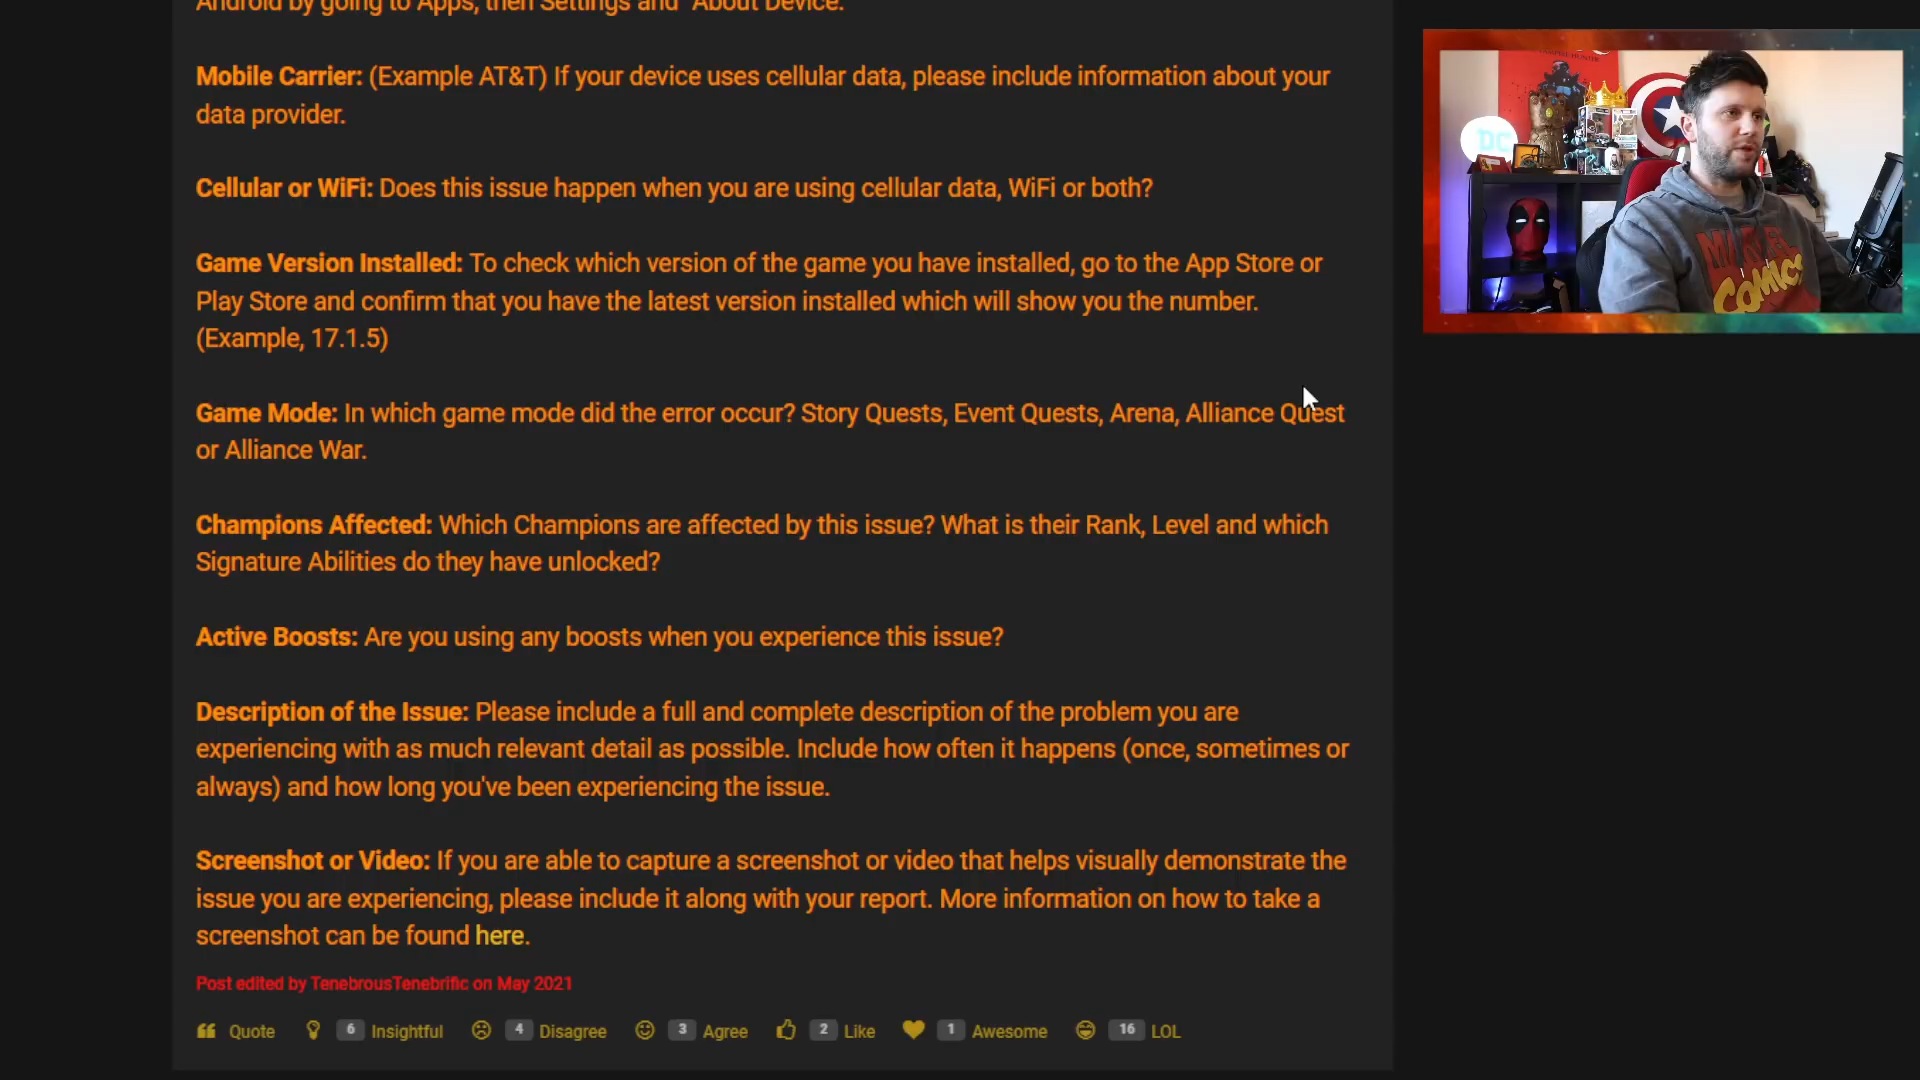 Android by going to Apps, then Settings and "About Device."
Mobile Carrier: (Example AT&T) If your device uses cellular data, please include information about your
data provider.
Cellular or WiFi: Does this issue happen when you are using cellular data, WiFi or both?
Game Version Installed: To check which version of the game you have installed, go to the App Store or
Play Store and confirm that you have the latest version installed which will show you the number.
(Example, 17.1.5)
Game Mode: In which game mode did the error occur? Story Quests, Event Quests, Arena, Alliance Quest
or Alliance War.
Champions Affected: Which Champions are affected by this issue? What is their Rank, Level and which
Signature Abilities do they have unlocked?
Active Boosts: Are you using any boosts when you experience this issue?
Description of the Issue: Please include a full and complete description of the problem you are
experiencing with as much relevant detail as possible. Include how often it happens (once, sometimes or
always) and how long you've been experiencing the issue.
Screenshot or Video: If you are able to capture a screenshot or video that helps visually demonstrate the
issue you are experiencing, please include it along with your report. More information on how to take a
screenshot can be found here.
Post edited by TenebrousTenebrific on May 2021
Quote 6 Insightful 4 Disagree 3 Agree 2 Like 1 Awesome 16 LOL
DC
MARVEL
COMICS